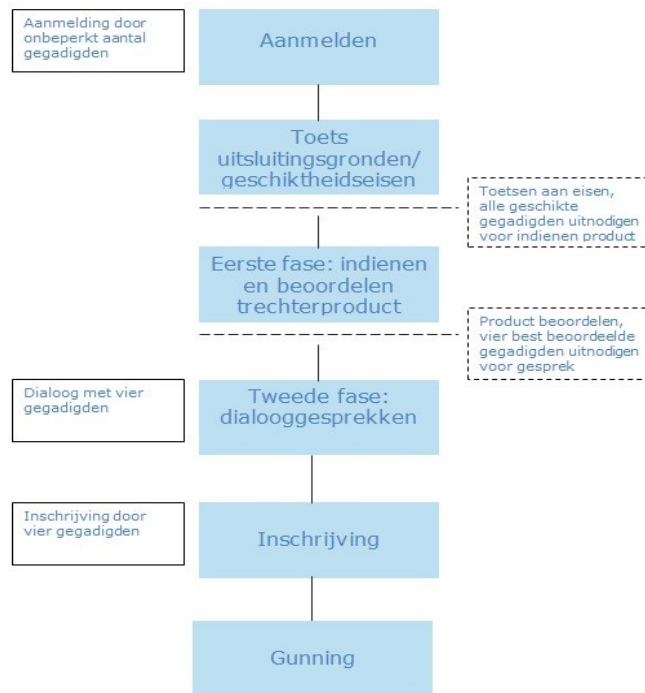 Aanmelding door
onbeperkt aantal
gegadigden
Aanmelden
Toets
uitsluitingsgronden/
geschiktheidseisen
Toetsen aan eisen,
alle geschikte
gegadigden uitnodigen
voor indienen product
Eerste fase: indienen
en beoordelen
trechterproduct
Product beoordelen,
vier best beoordeelde
gegadigden uitnodigen
voor gesprek
Dialoog met vier
gegadigden
Tweede fase:
dialooggesprekken
Inschrijving door
vier gegadigden
Inschrijving
Gunning